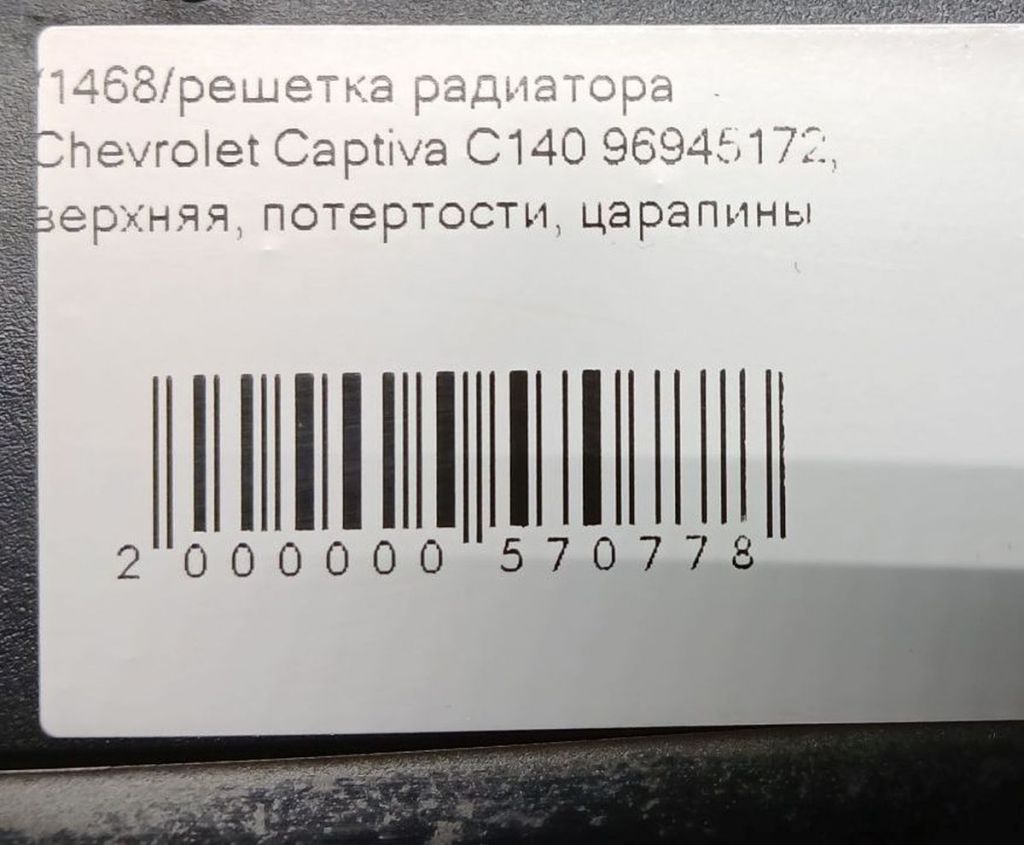 /1468/решетка радиатора
Chevrolet Captiva C140 96945172,
верхняя, потертости, царапины
2 000000 570778